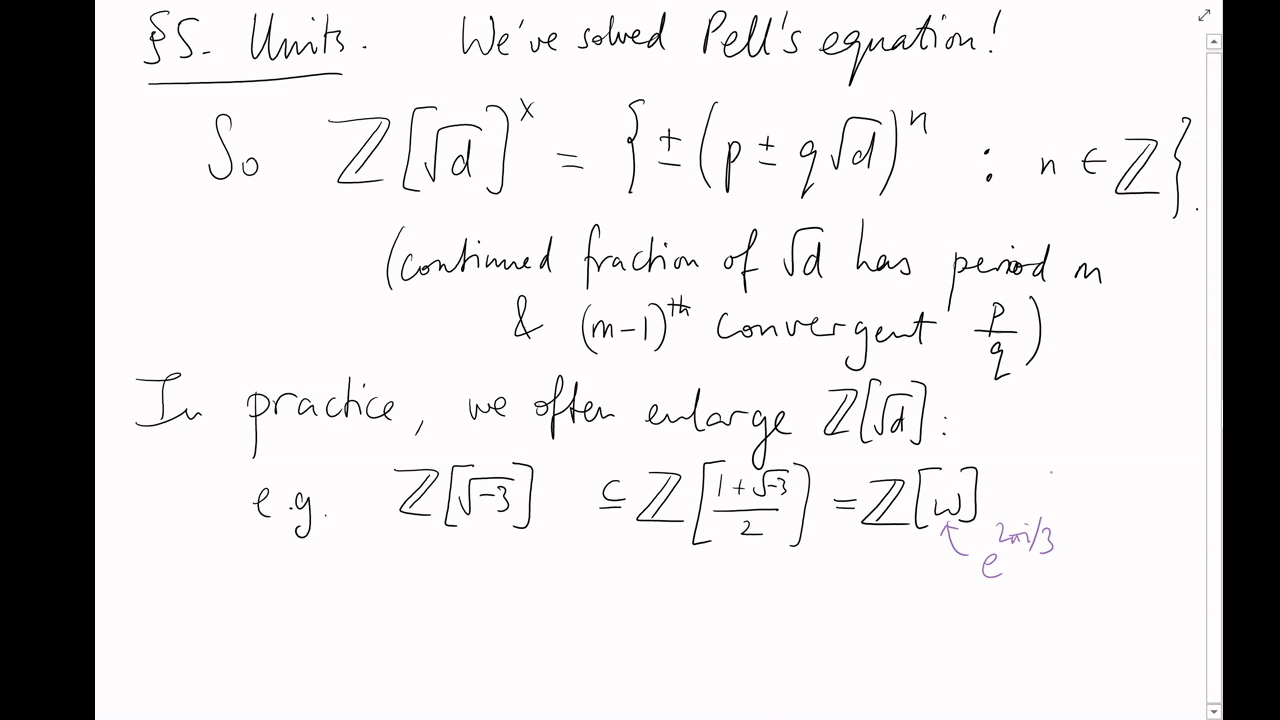 §5. Units. We've solved Pell's equation!
So ℤ[√d]^× = {±(p ± q√d)^n : n ∈ ℤ}.
(continued fraction of √d has period m
& (m-1)^th convergent p/q)
In practice, we often enlarge ℤ[√d]:
e.g. ℤ[√-3] ⊆ ℤ[(1+√-3)/2] = ℤ[ω]
e^2πi/3